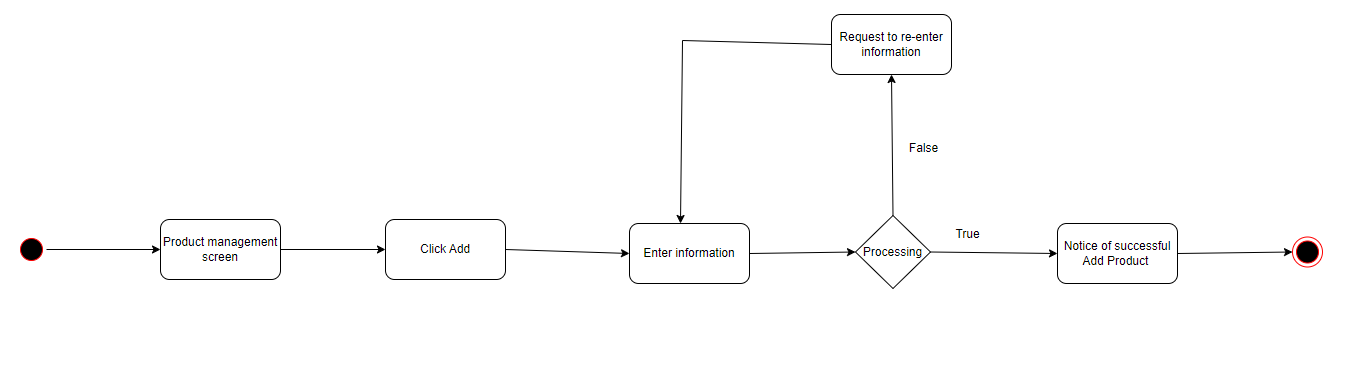 Request to re-enter
information
False
True
Product management
screen
Click Add
Enter information
Processing
Notice of successful
Add Product